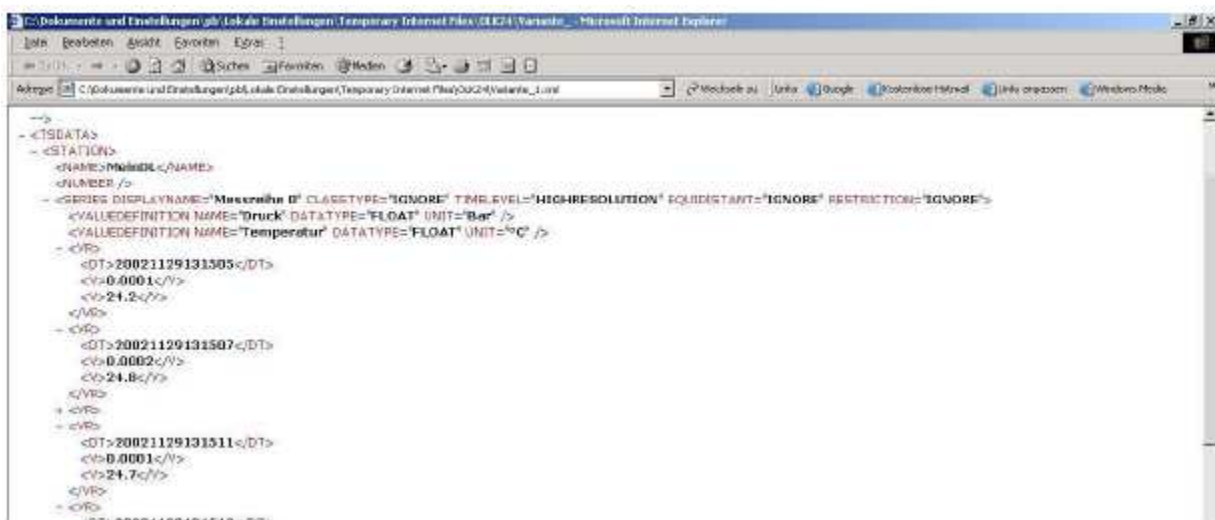 C:\Dokumente und Einstellungen\pb\Lokale Einstellungen\Temporary Internet Files\OLK24\Variante_ - Microsoft Internet Explorer
Datei Bearbeiten Ansicht Favoriten Extras ?
Suchen Favoriten Medien
Adresse C:\Dokumente und Einstellungen\pb\Lokale Einstellungen\Temporary Internet Files\OLK24\Variante_1.xml Wechseln zu Links Google Kostenlose Hotmail Links anpassen Windows Media
-->
- <TSDATA>
- <STATION>
<NAME>MeinDL</NAME>
<NUMBER />
- <SERIES DISPLAYNAME="Messreihe 0" CLASSTYPE="IGNORE" TIMELEVEL="HIGHRESOLUTION" EQUIDISTANT="IGNORE" RESTRICTION="IGNORE">
<VALUEDEFINITION NAME="Druck" DATATYPE="FLOAT" UNIT="Bar" />
<VALUEDEFINITION NAME="Temperatur" DATATYPE="FLOAT" UNIT="°C" />
- <VR>
<DT>20021129131505</DT>
<V>0.0001</V>
<V>24.2</V>
</VR>
- <VR>
<DT>20021129131507</DT>
<V>0.0002</V>
<V>24.8</V>
</VR>
+ <VR>
- <VR>
<DT>20021129131511</DT>
<V>0.0001</V>
<V>24.7</V>
</VR>
- <VR>